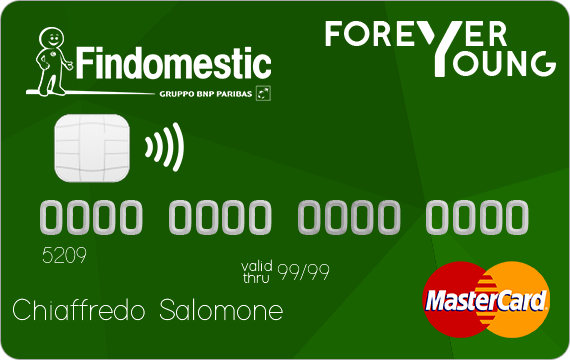 Findomestic
GRUPPO BNP PARIBAS
FOREVER
YOUNG
0000 0000 0000 0000
5209
valid
thru 99/99
Chiaffredo Salomone
MasterCard